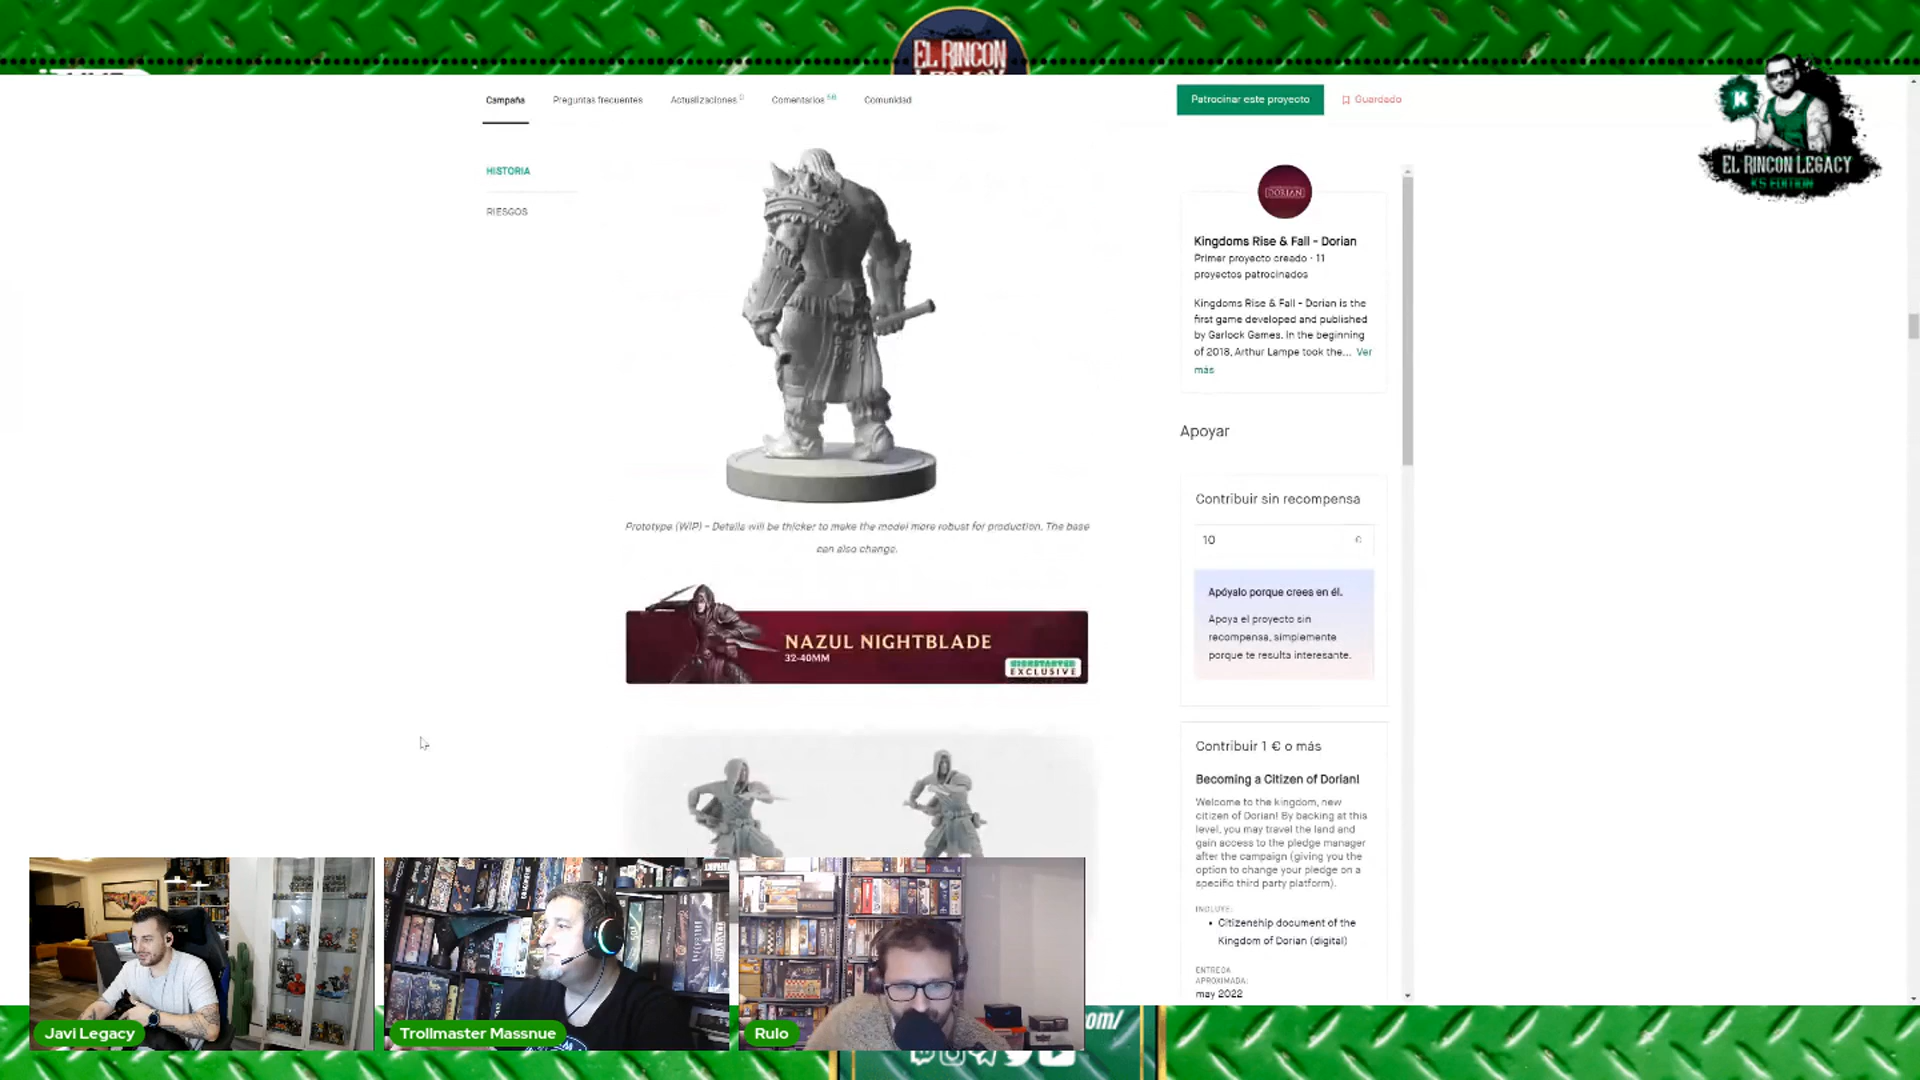 EL RINCON
LEGACY
Campaña
Preguntas frecuentes
Actualizaciones 0
Comentarios 58
Comunidad
Patrocinar este proyecto
Guardado
K
EL RINCON LEGACY
KS EDITION
HISTORIA
RIESGOS
DORIAN
Kingdoms Rise & Fall - Dorian
Primer proyecto creado · 11
proyectos patrocinados
Kingdoms Rise & Fall - Dorian is the
first game developed and published
by Garlock Games. In the beginning
of 2018, Arthur Lampe took the... Ver
más
Apoyar
Contribuir sin recompensa
10 €
Apóyalo porque crees en él.
Apoya el proyecto sin
recompensa, simplemente
porque te resulta interesante.
Prototype (WIP) - Details will be thicker to make the model more robust for production. The base
can also change.
NAZUL NIGHTBLADE
32-40MM
KICKSTARTER
EXCLUSIVE
Contribuir 1 € o más
Becoming a Citizen of Dorian!
Welcome to the kingdom, new
citizen of Dorian! By backing at this
level, you may travel the land and
gain access to the pledge manager
after the campaign (giving you the
option to change your pledge on a
specific third party platform).
INCLUYE:
• Citizenship document of the
Kingdom of Dorian (digital)
ENTREGA
APROXIMADA:
may 2022
Javi Legacy
Trollmaster Massnue
Rulo
om/